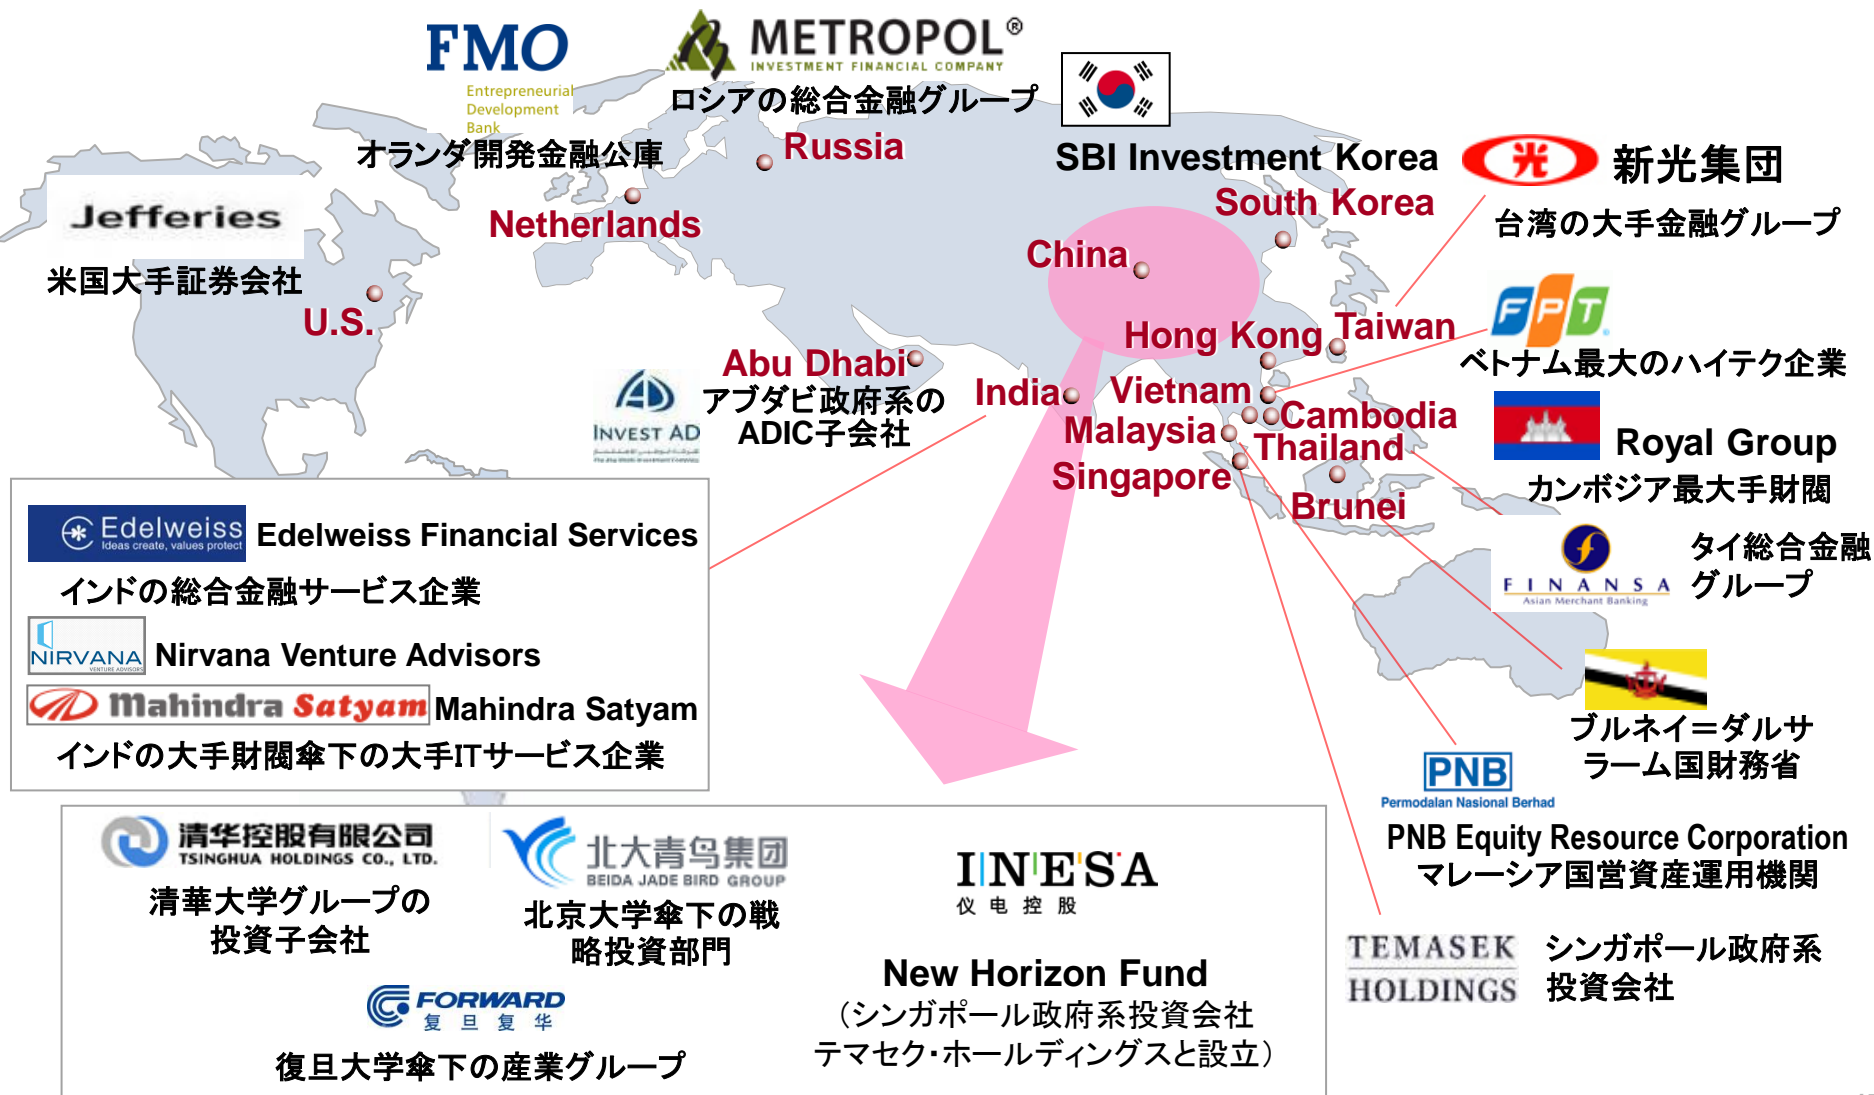 FMO
Entrepreneurial
Development
Bank
オランダ開発金融公庫
METROPOL®
INVESTMENT FINANCIAL COMPANY
ロシアの総合金融グループ
Russia
SBI Investment Korea
South Korea
光 新光集団
台湾の大手金融グループ
Jefferies
米国大手証券会社
U.S.
Netherlands
China
Hong Kong
Taiwan
FPT
ベトナム最大のハイテク企業
Abu Dhabi
アブダビ政府系の
ADIC子会社
INVEST AD
India
Vietnam
Cambodia
Malaysia
Thailand
Singapore
Brunei
Royal Group
カンボジア最大手財閥
FINANSA
Asian Merchant Banking
タイ総合金融
グループ
Edelweiss
Ideas create, values protect
Edelweiss Financial Services
インドの総合金融サービス企業
NIRVANA
VENTURE ADVISORS
Nirvana Venture Advisors
Mahindra Satyam
Mahindra Satyam
インドの大手財閥傘下の大手ITサービス企業
ブルネイ＝ダルサ
ラーム国財務省
PNB
Permodalan Nasional Berhad
PNB Equity Resource Corporation
マレーシア国営資産運用機関
TEMASEK
HOLDINGS
シンガポール政府系
投資会社
清华控股有限公司
TSINGHUA HOLDINGS CO., LTD.
清華大学グループの
投資子会社
北大青鸟集团
BEIDA JADE BIRD GROUP
北京大学傘下の戦
略投資部門
INESA
仪电控股
FORWARD
复旦复华
復旦大学傘下の産業グループ
New Horizon Fund
（シンガポール政府系投資会社
テマセク・ホールディングスと設立）